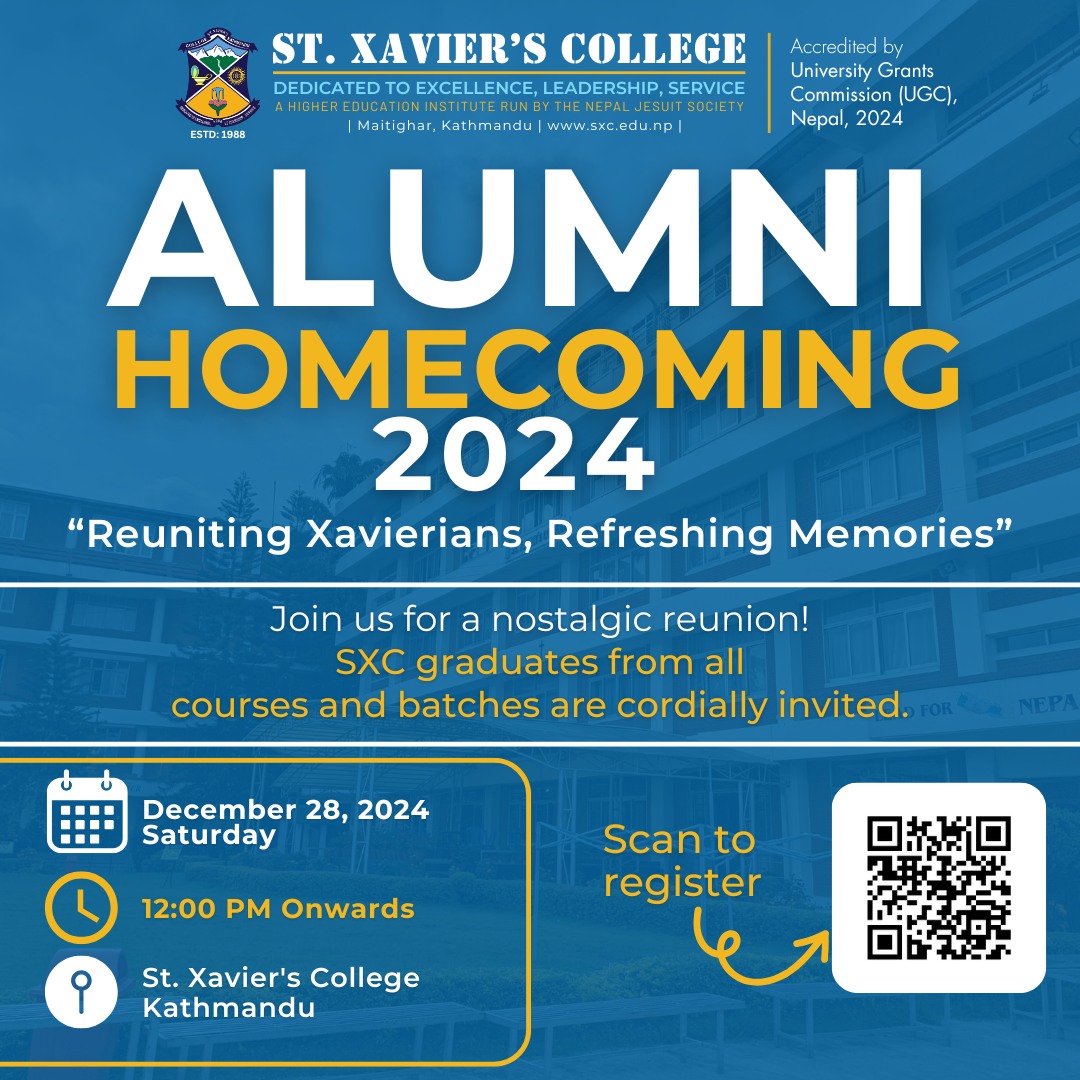 ST. XAVIER'S COLLEGE
DEDICATED TO EXCELLENCE, LEADERSHIP, SERVICE
A HIGHER EDUCATION INSTITUTE RUN BY THE NEPAL JESUIT SOCIETY
| Maitighar, Kathmandu | www.sxc.edu.np |
ESTD: 1988
Accredited by
University Grants
Commission (UGC),
Nepal, 2024
ALUMNI
HOMECOMING
2024
“Reuniting Xavierians, Refreshing Memories”
Join us for a nostalgic reunion!
SXC graduates from all
courses and batches are cordially invited.
FOR NEPA
December 28, 2024
Saturday
12:00 PM Onwards
St. Xavier's College
Kathmandu
Scan to
register